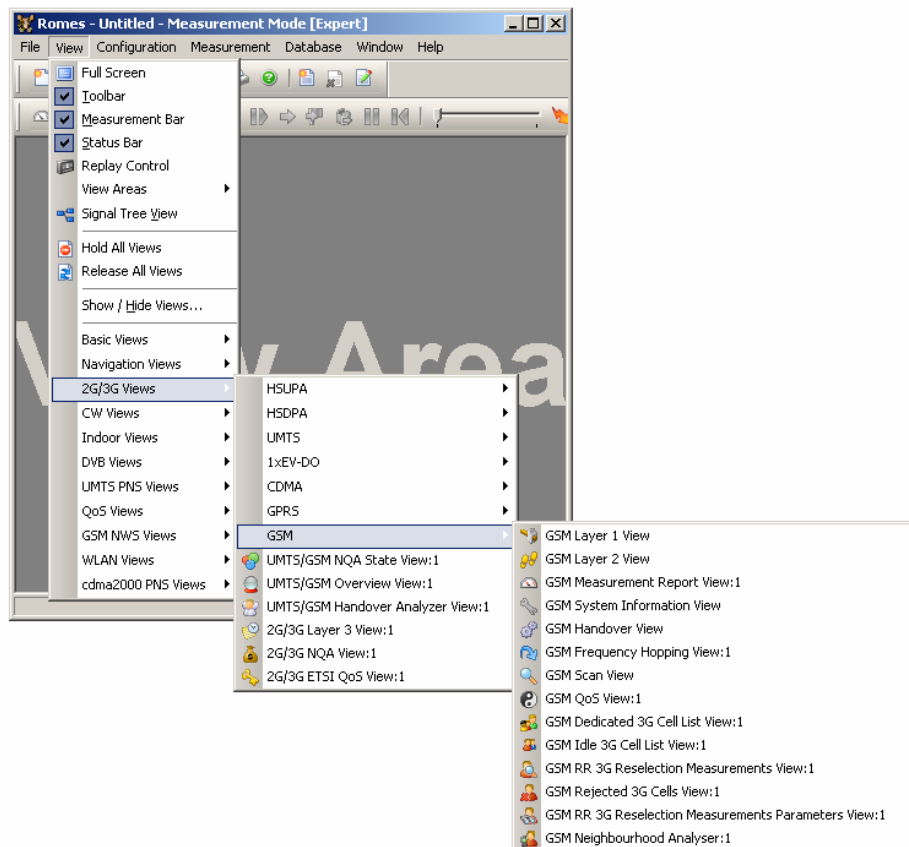 Romes - Untitled - Measurement Mode [Expert]
File View Configuration Measurement Database Window Help
Full Screen
Toolbar
Measurement Bar
Status Bar
Replay Control
View Areas
Signal Tree View
Hold All Views
Release All Views
Show / Hide Views...
Basic Views
Navigation Views
2G/3G Views
CW Views
Indoor Views
DVB Views
UMTS PNS Views
QoS Views
GSM NWS Views
WLAN Views
cdma2000 PNS Views
Area
HSUPA
HSDPA
UMTS
1xEV-DO
CDMA
GPRS
GSM
UMTS/GSM NQA State View:1
UMTS/GSM Overview View:1
UMTS/GSM Handover Analyzer View:1
2G/3G Layer 3 View:1
2G/3G NQA View:1
2G/3G ETSI QoS View:1
GSM Layer 1 View
GSM Layer 2 View
GSM Measurement Report View:1
GSM System Information View
GSM Handover View
GSM Frequency Hopping View:1
GSM Scan View
GSM QoS View:1
GSM Dedicated 3G Cell List View:1
GSM Idle 3G Cell List View:1
GSM RR 3G Reselection Measurements View:1
GSM Rejected 3G Cells View:1
GSM RR 3G Reselection Measurements Parameters View:1
GSM Neighbourhood Analyser:1